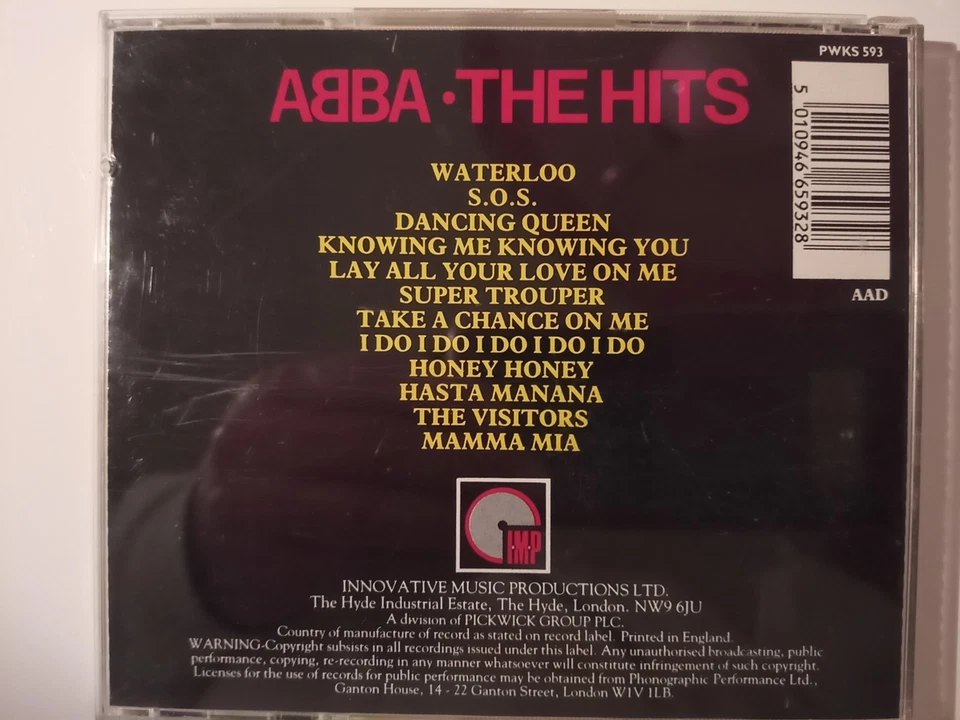 PWKS 593
ABBA · THE HITS
5 010946 659328
AAD
WATERLOO
S.O.S.
DANCING QUEEN
KNOWING ME KNOWING YOU
LAY ALL YOUR LOVE ON ME
SUPER TROUPER
TAKE A CHANCE ON ME
I DO I DO I DO I DO I DO
HONEY HONEY
HASTA MANANA
THE VISITORS
MAMMA MIA
I·M·P
INNOVATIVE MUSIC PRODUCTIONS LTD.
The Hyde Industrial Estate, The Hyde, London. NW9 6JU
A division of PICKWICK GROUP PLC.
Country of manufacture of record as stated on record label. Printed in England.
WARNING-Copyright subsists in all recordings issued under this label. Any unauthorised broadcasting, public
performance, copying, re-recording in any manner whatsoever will constitute infringement of such copyright.
Licenses for the use of records for public performance may be obtained from Phonographic Performance Ltd.,
Ganton House, 14 - 22 Ganton Street, London W1V 1LB.